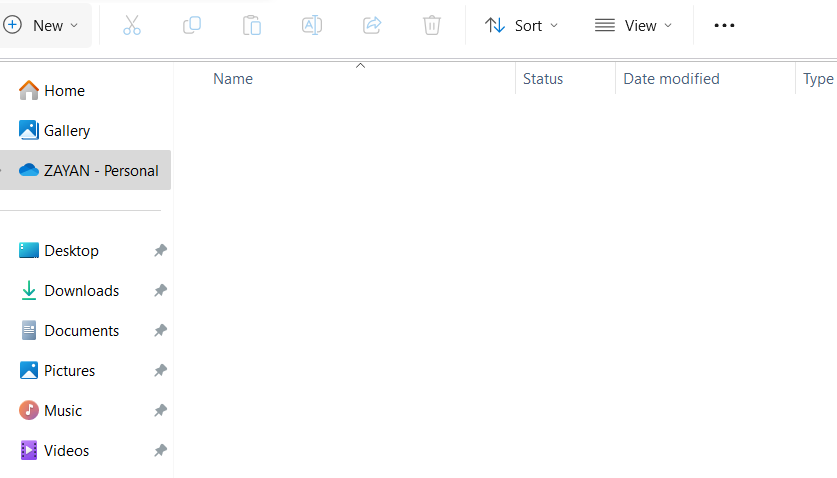 New Sort View
Name Status Date modified Type
Home
Gallery
ZAYAN - Personal
Desktop
Downloads
Documents
Pictures
Music
Videos